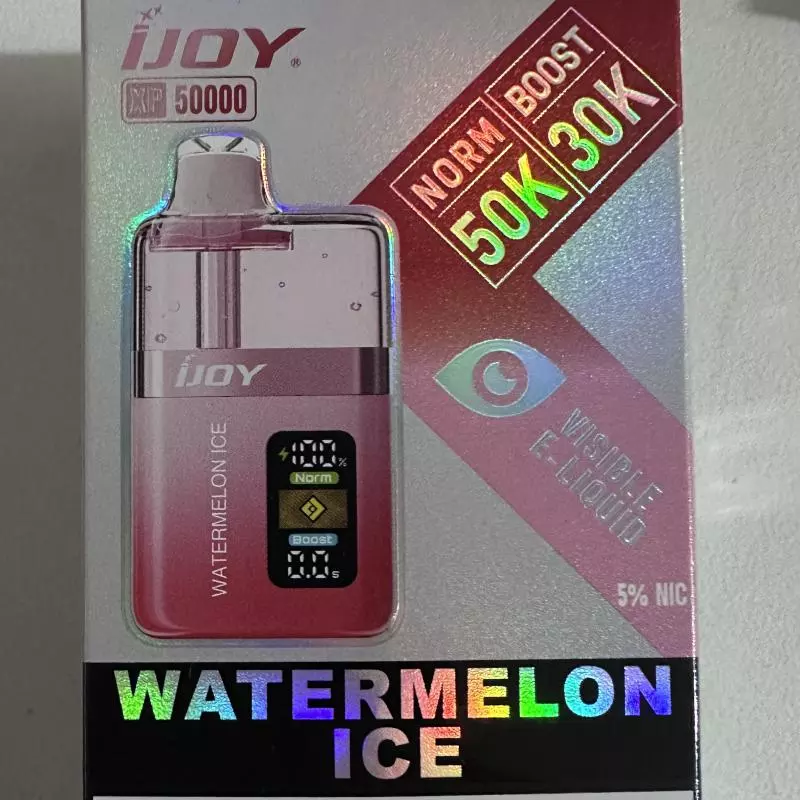 iJOY®
XP 50000
NORM BOOST
50K 30K
iJOY
WATERMELON ICE
100%
Norm
Boost
0.0s
VISIBLE
E-LIQUID
5% NIC
WATERMELON
ICE